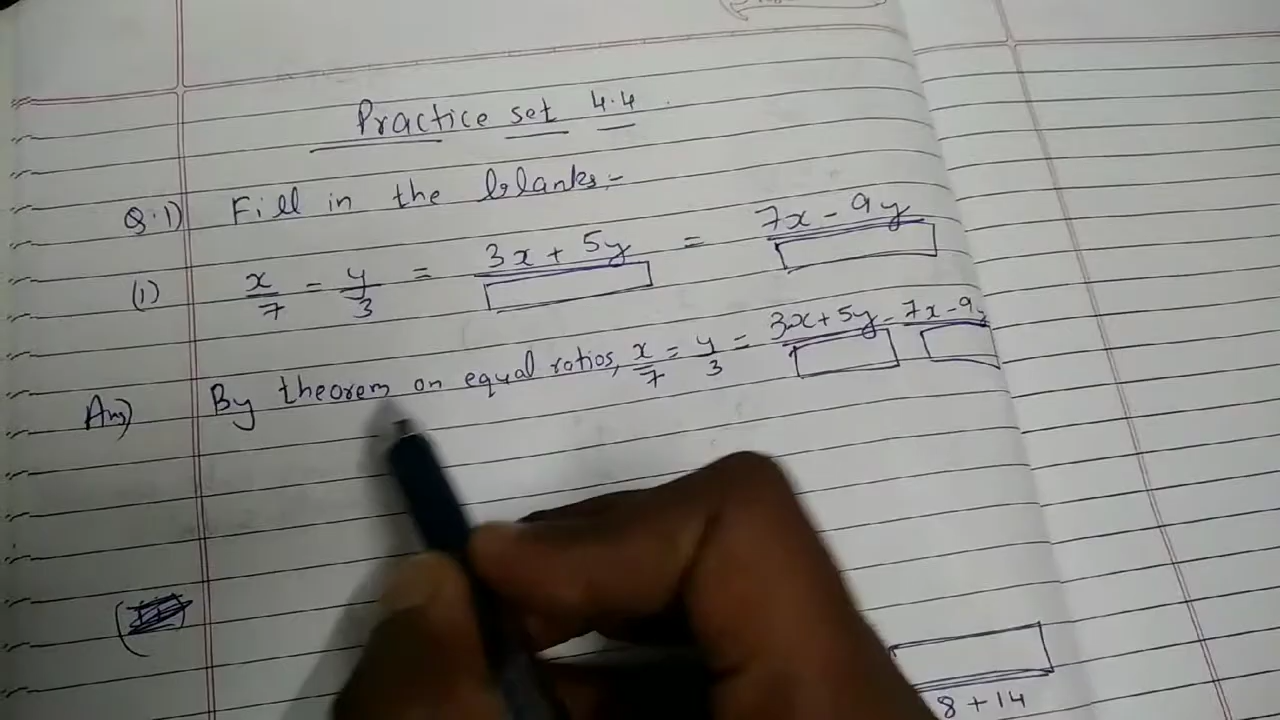 Practice set 4.4
Q.1) Fill in the blanks:-
(1) x/7 = y/3 = 3x + 5y/▭ = 7x - 9y/▭
Ans) By theorem on equal ratios, x/7 = y/3 = 3x + 5y/▭ = 7x - 9y/▭
▭/8 + 14